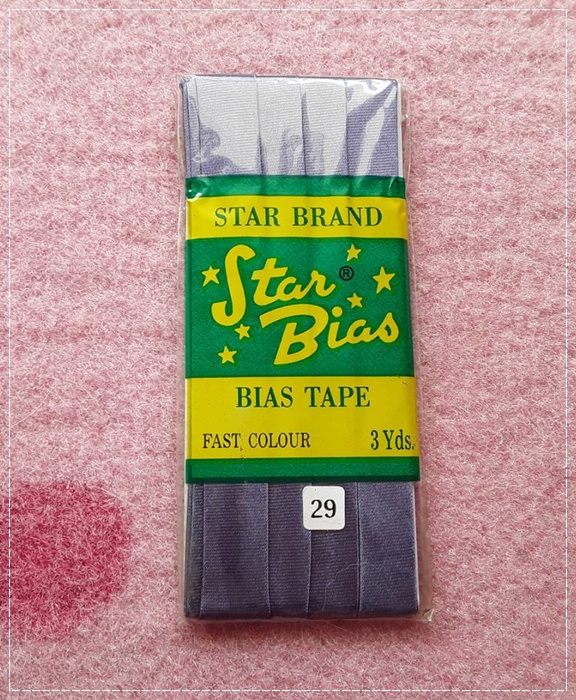 STAR BRAND
Star ®
Bias
BIAS TAPE
FAST COLOUR 3 Yds.
29